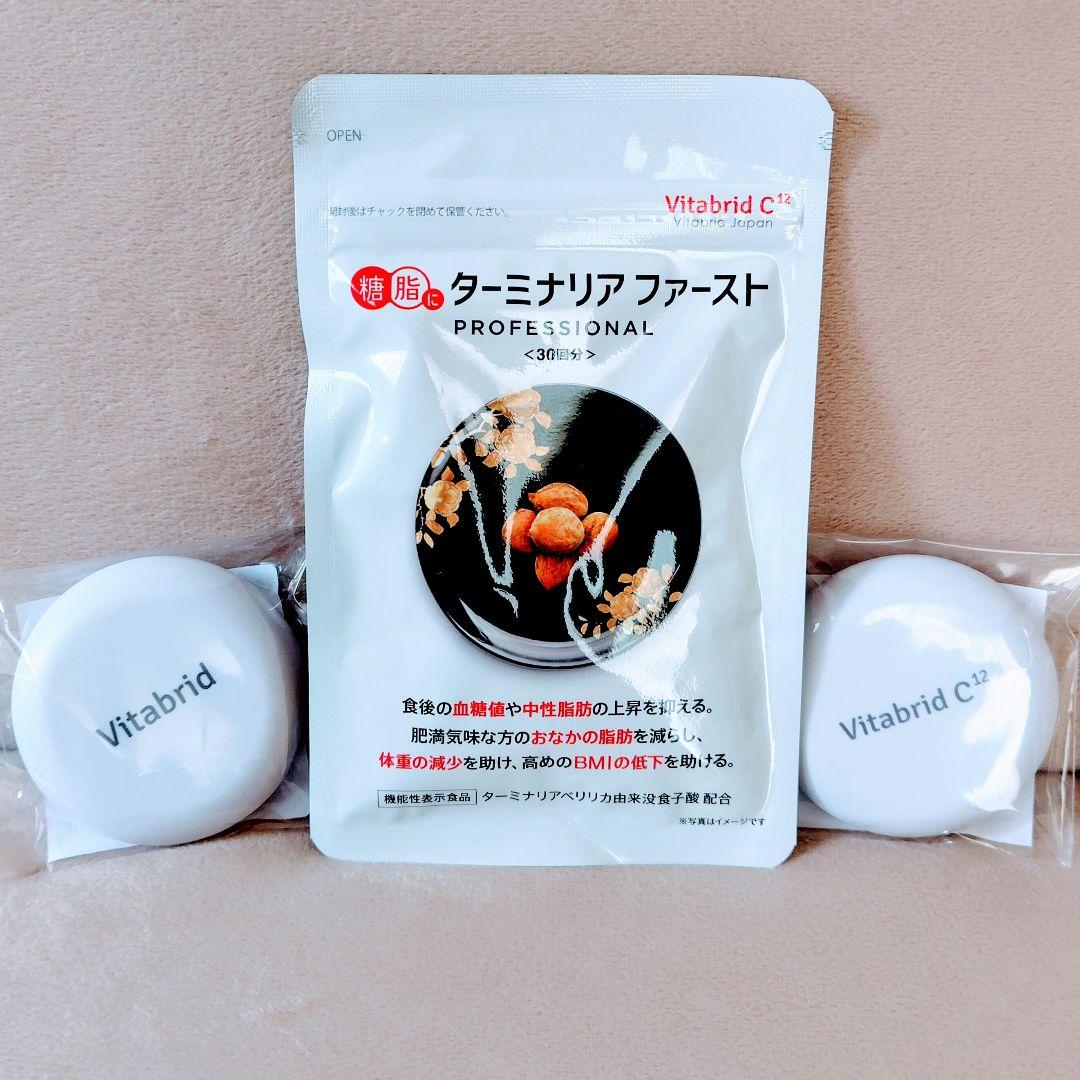 OPEN
開封後はチャックを閉めて保管ください。
Vitabrid C¹²
Vitabrid Japan
糖 脂 に ターミナリア ファースト
PROFESSIONAL
<30回分>
食後の血糖値や中性脂肪の上昇を抑える。
肥満気味な方のおなかの脂肪を減らし、
体重の減少を助け、高めのBMIの低下を助ける。
機能性表示食品 ターミナリアベリリカ由来没食子酸 配合
※写真はイメージです
Vitabrid
Vitabrid C¹²